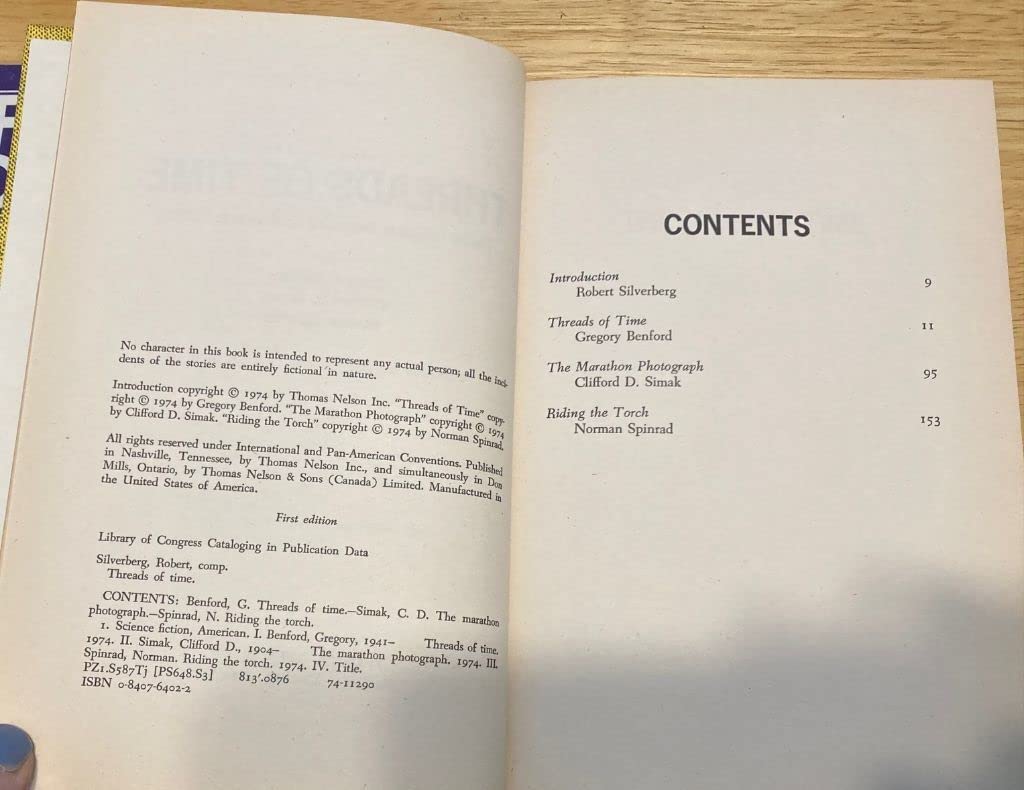 No character in this book is intended to represent any actual person; all the inci-
dents of the stories are entirely fictional in nature.
Introduction copyright © 1974 by Thomas Nelson Inc. "Threads of Time" copy-
right © 1974 by Gregory Benford. "The Marathon Photograph" copyright © 1974
by Clifford D. Simak. "Riding the Torch" copyright © 1974 by Norman Spinrad.
All rights reserved under International and Pan-American Conventions. Published
in Nashville, Tennessee, by Thomas Nelson Inc., and simultaneously in Don
Mills, Ontario, by Thomas Nelson & Sons (Canada) Limited. Manufactured in
the United States of America.
First edition
Library of Congress Cataloging in Publication Data
Silverberg, Robert, comp.
Threads of time.
CONTENTS: Benford, G. Threads of time.—Simak, C. D. The marathon
photograph.—Spinrad, N. Riding the torch.
1. Science fiction, American. I. Benford, Gregory, 1941– Threads of time.
1974. II. Simak, Clifford D., 1904– The marathon photograph. 1974. III.
Spinrad, Norman. Riding the torch. 1974. IV. Title.
PZ1.S587Tj [PS648.S3] 813'.0876 74-11290
ISBN 0-8407-6402-2
CONTENTS
Introduction 9
Robert Silverberg
Threads of Time 11
Gregory Benford
The Marathon Photograph 95
Clifford D. Simak
Riding the Torch 153
Norman Spinrad